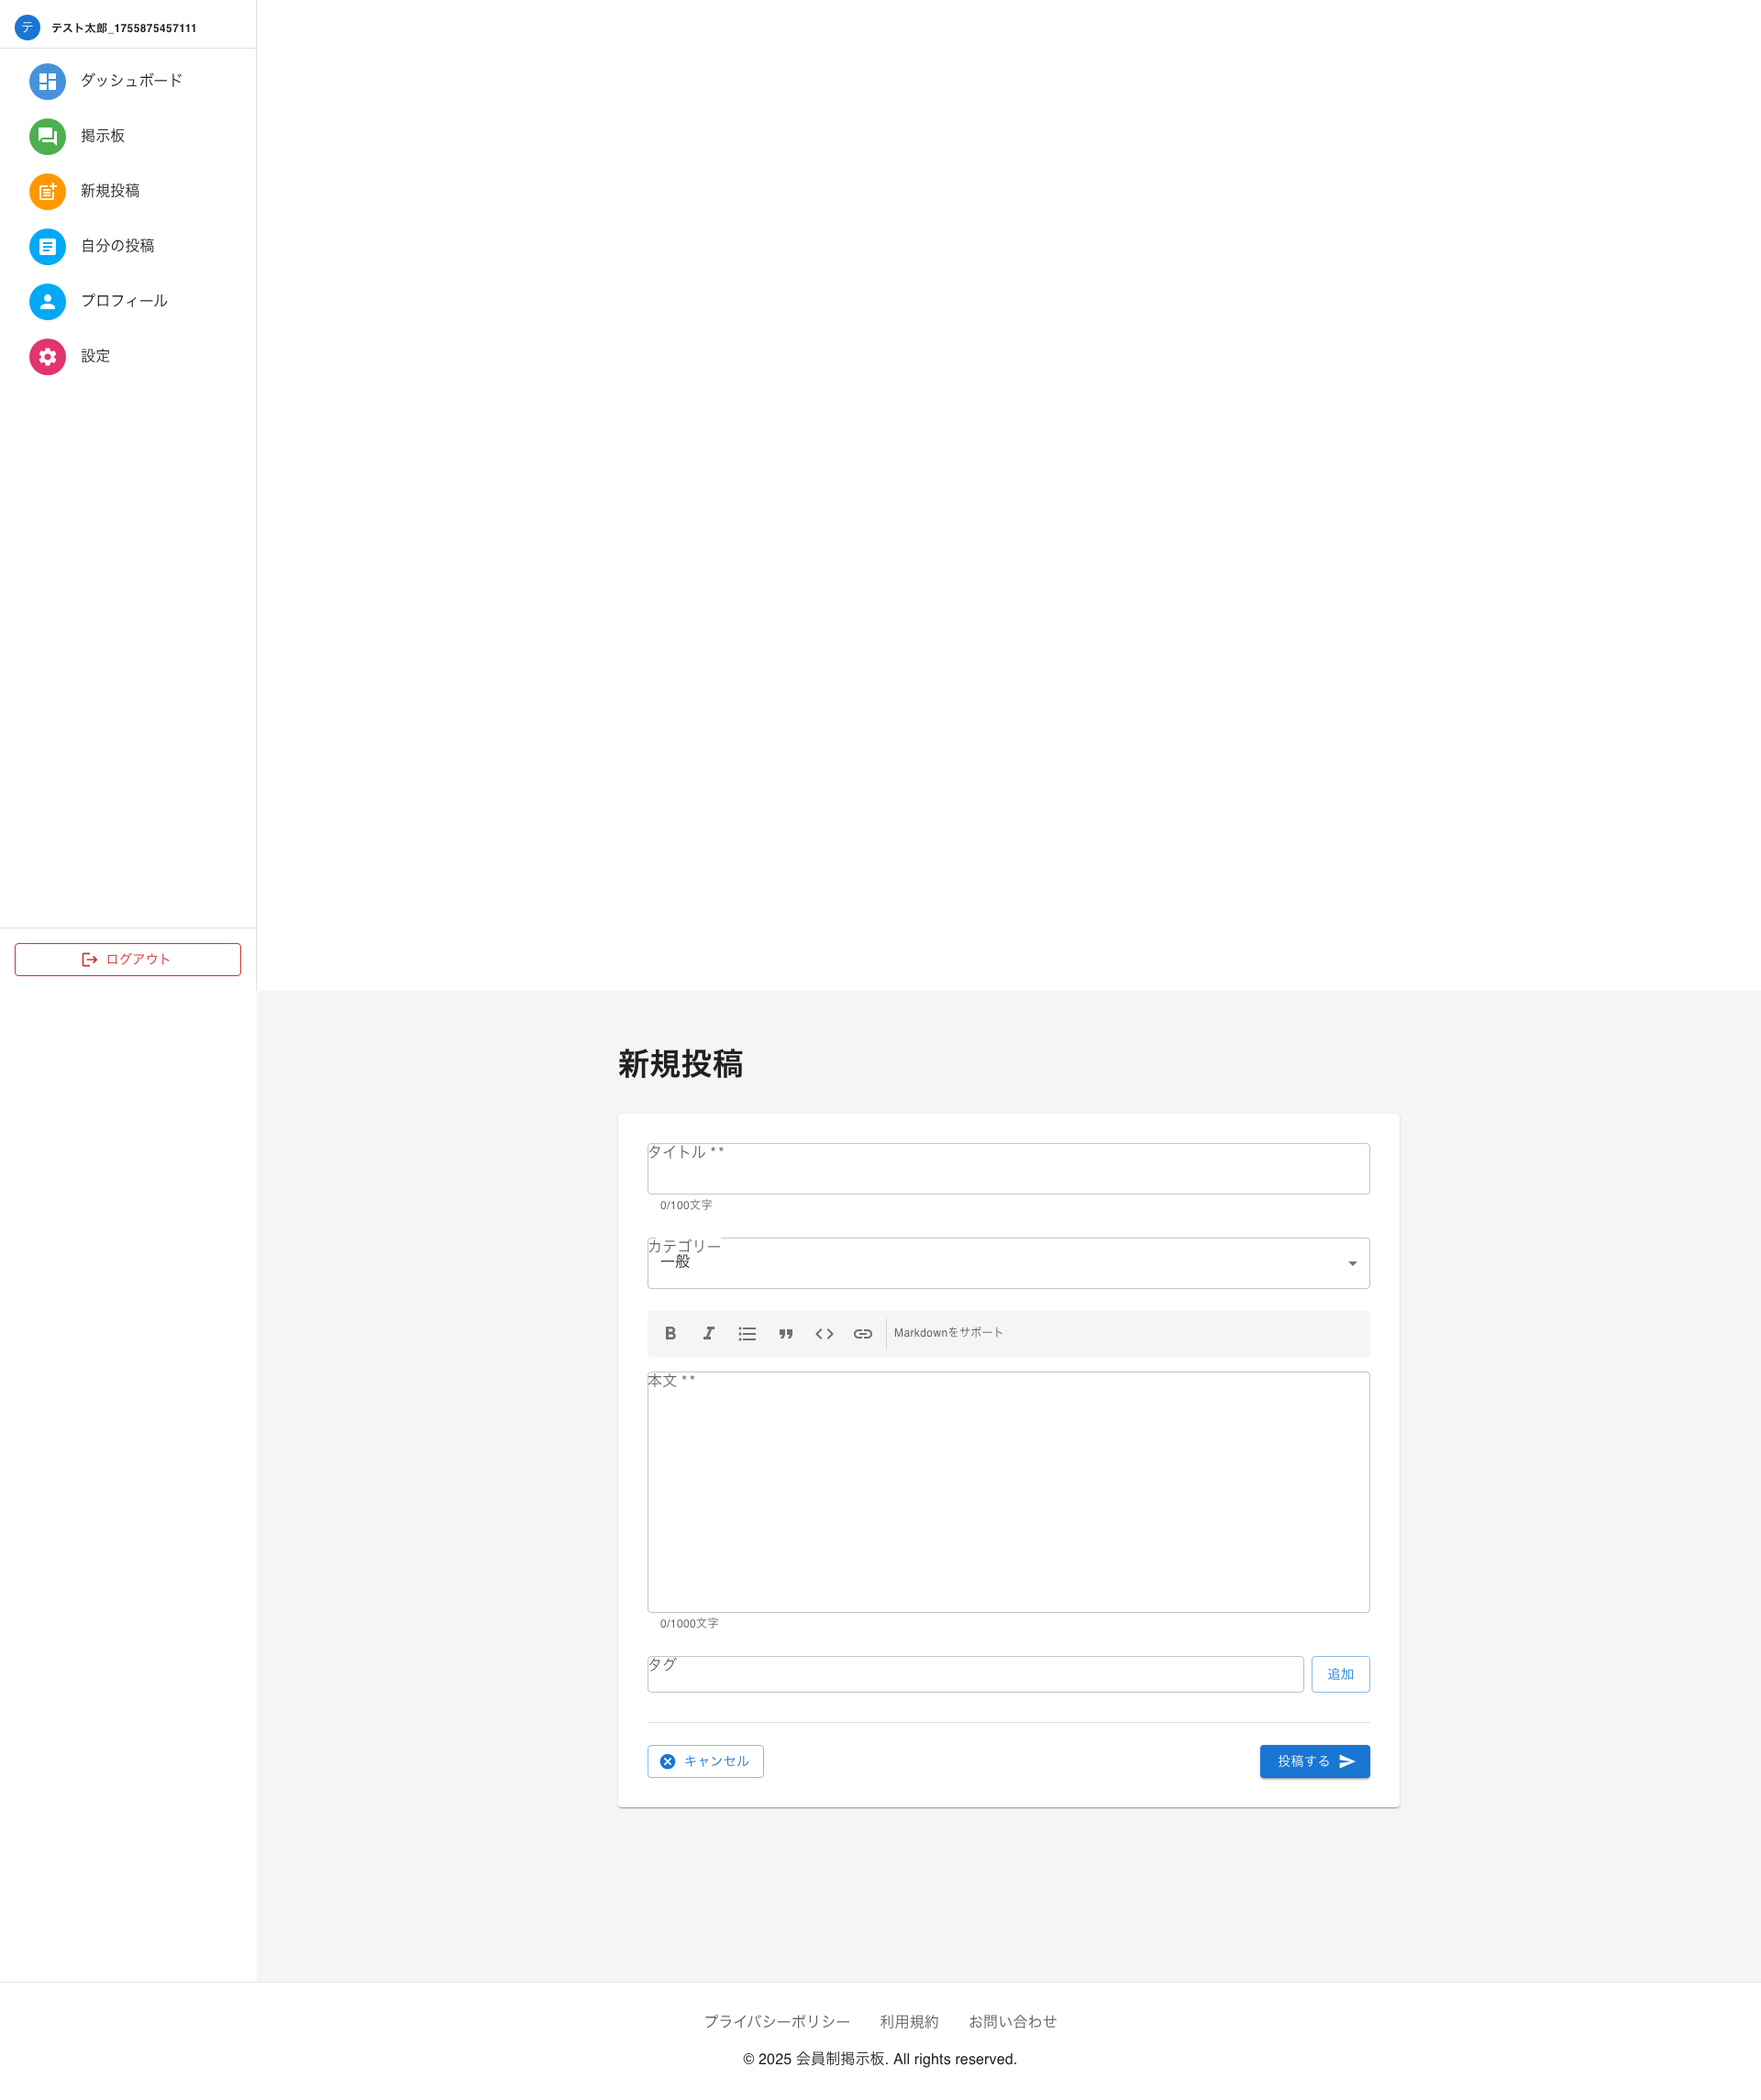 テ テスト太郎_1755875457111
ダッシュボード
掲示板
新規投稿
自分の投稿
プロフィール
設定
ログアウト
新規投稿
タイトル **
0/100文字
カテゴリー
一般
Markdownをサポート
本文 **
0/1000文字
タグ
追加
キャンセル 投稿する
プライバシーポリシー 利用規約 お問い合わせ
© 2025 会員制掲示板. All rights reserved.